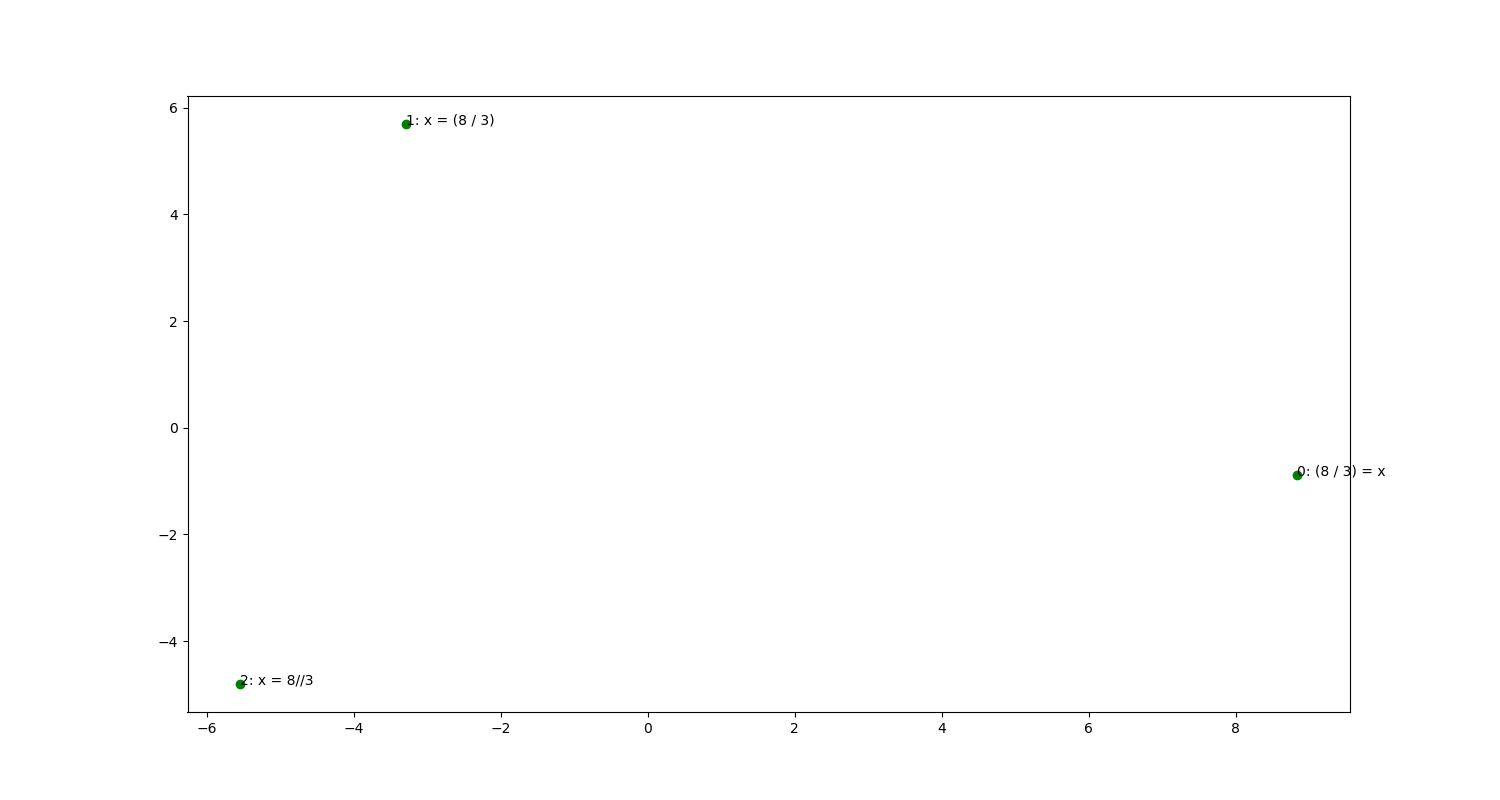 6
1: x = (8 / 3)
4
2
0
0: (8 / 3) = x
−2
−4
2: x = 8//3
−6 −4 −2 0 2 4 6 8